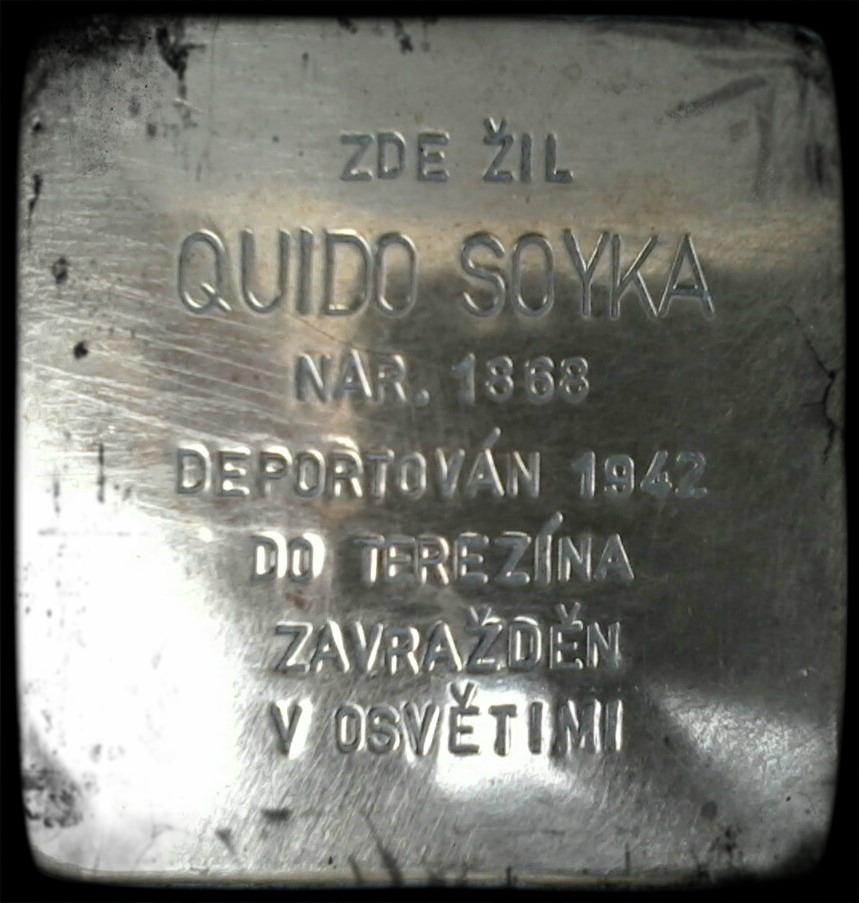 ZDE ŽIL
QUIDO SOYKA
NAR. 1868
DEPORTOVÁN 1942
DO TEREZÍNA
ZAVRAŽDĚN
V OSVĚTIMI